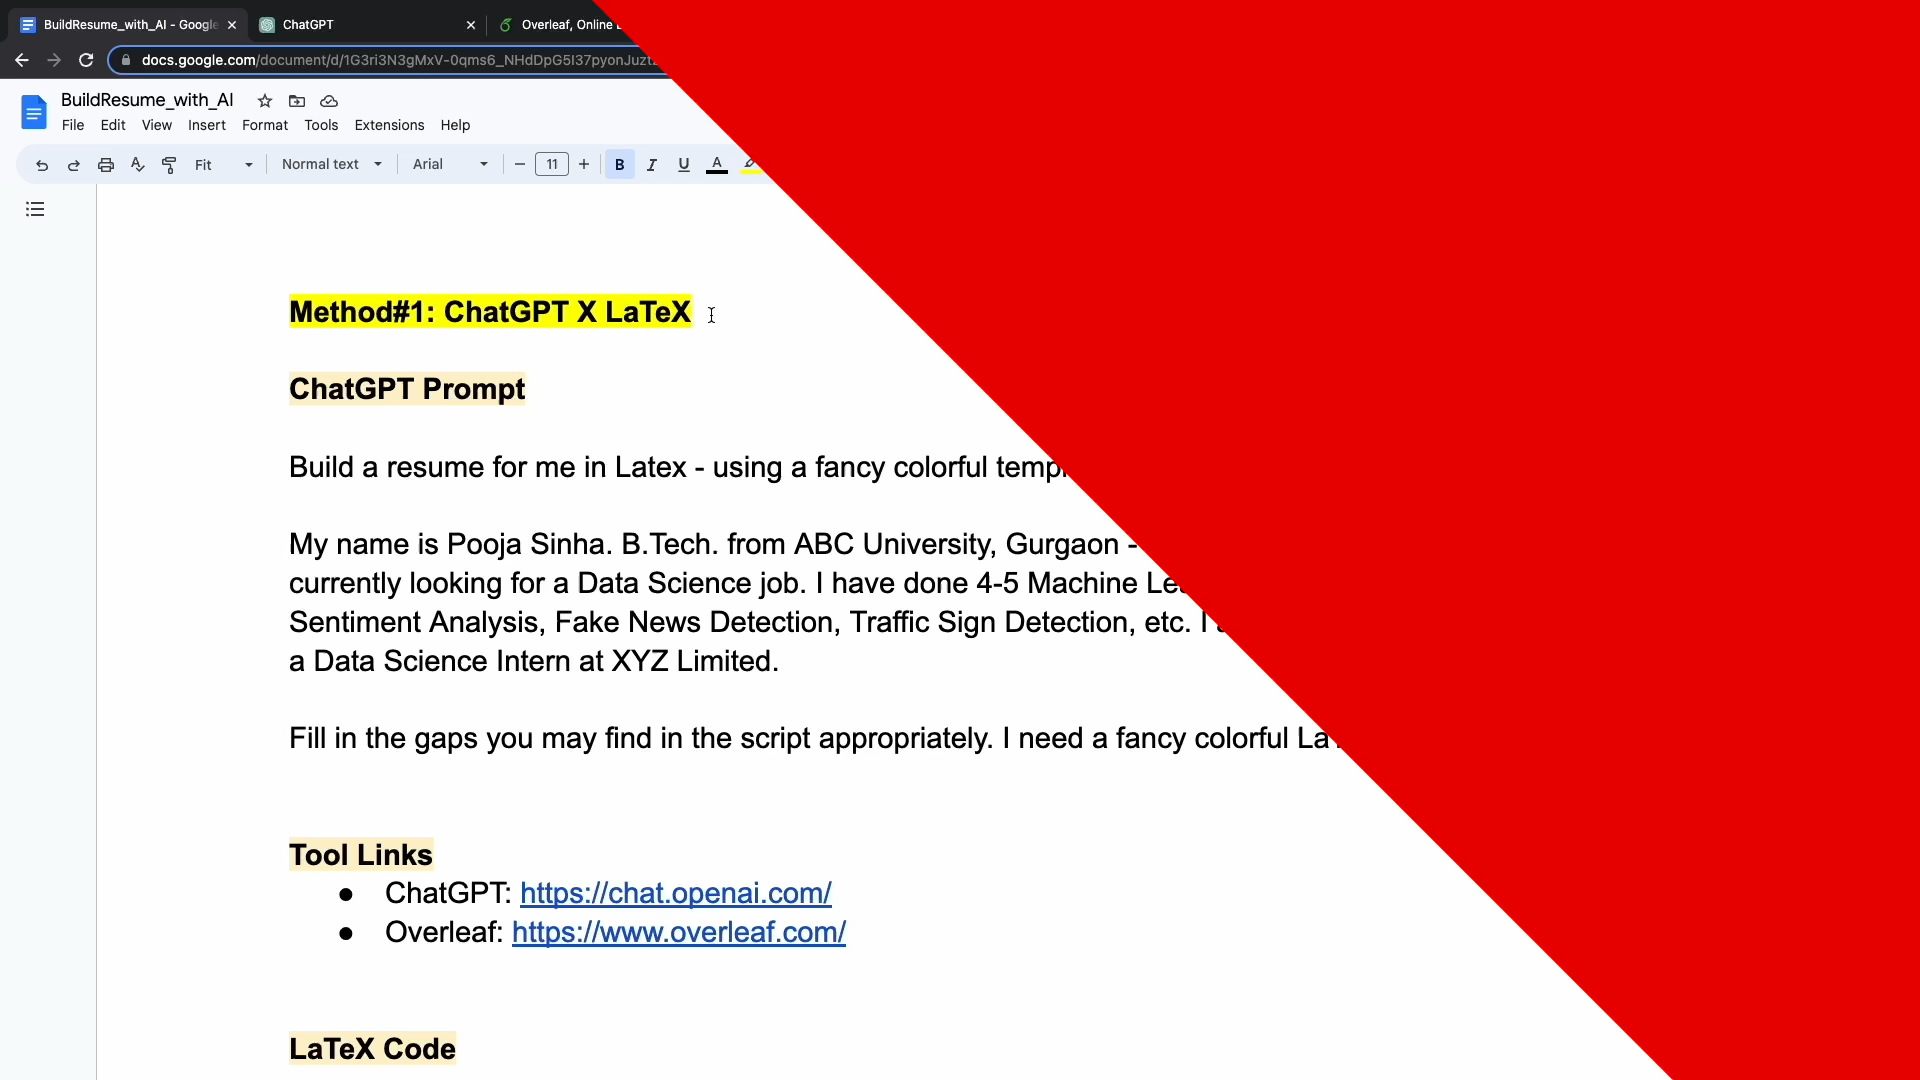 BuildResume_with_AI - Google
ChatGPT
Overleaf, Online
docs.google.com/document/d/1G3ri3N3gMxV-0qms6_NHdDpG5I37pyonJuzt
BuildResume_with_AI
File Edit View Insert Format Tools Extensions Help
Fit Normal text Arial 11 B I U A
Method#1: ChatGPT X LaTeX
ChatGPT Prompt
Build a resume for me in Latex - using a fancy colorful
My name is Pooja Sinha. B.Tech. from ABC University, Gurgaon -
currently looking for a Data Science job. I have done 4-5 Machine
Sentiment Analysis, Fake News Detection, Traffic Sign Detection, etc. I
a Data Science Intern at XYZ Limited.
Fill in the gaps you may find in the script appropriately. I need a fancy colorful
Tool Links
● ChatGPT: https://chat.openai.com/
● Overleaf: https://www.overleaf.com/
LaTeX Code